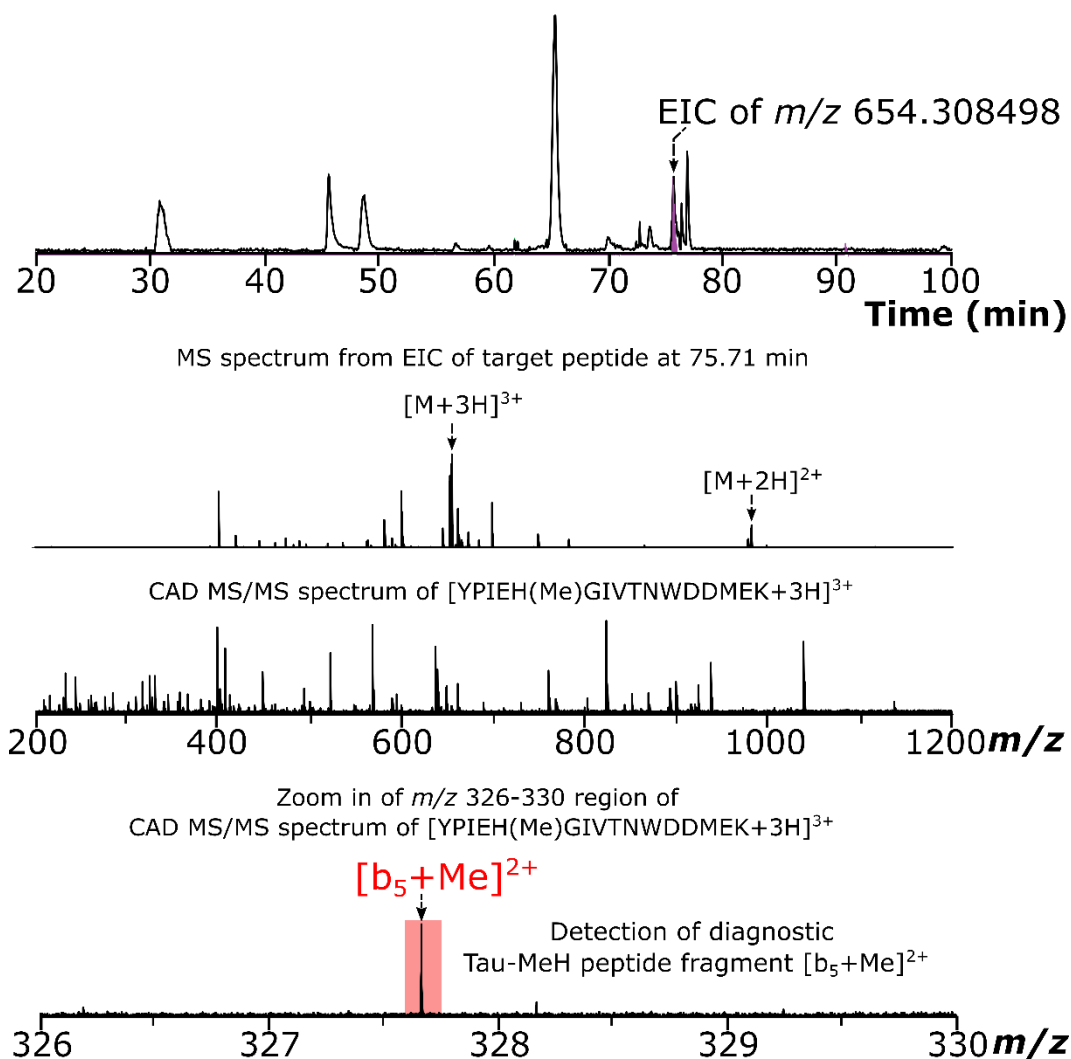 EIC of m/z 654.308498
20 30 40 50 60 70 80 90 100
Time (min)
MS spectrum from EIC of target peptide at 75.71 min
[M+3H]³⁺
[M+2H]²⁺
CAD MS/MS spectrum of [YPIEH(Me)GIVTNWDDMEK+3H]³⁺
200 400 600 800 1000 1200 m/z
Zoom in of m/z 326-330 region of
CAD MS/MS spectrum of [YPIEH(Me)GIVTNWDDMEK+3H]³⁺
[b₅+Me]²⁺
Detection of diagnostic
Tau-MeH peptide fragment [b₅+Me]²⁺
326 327 328 329 330 m/z